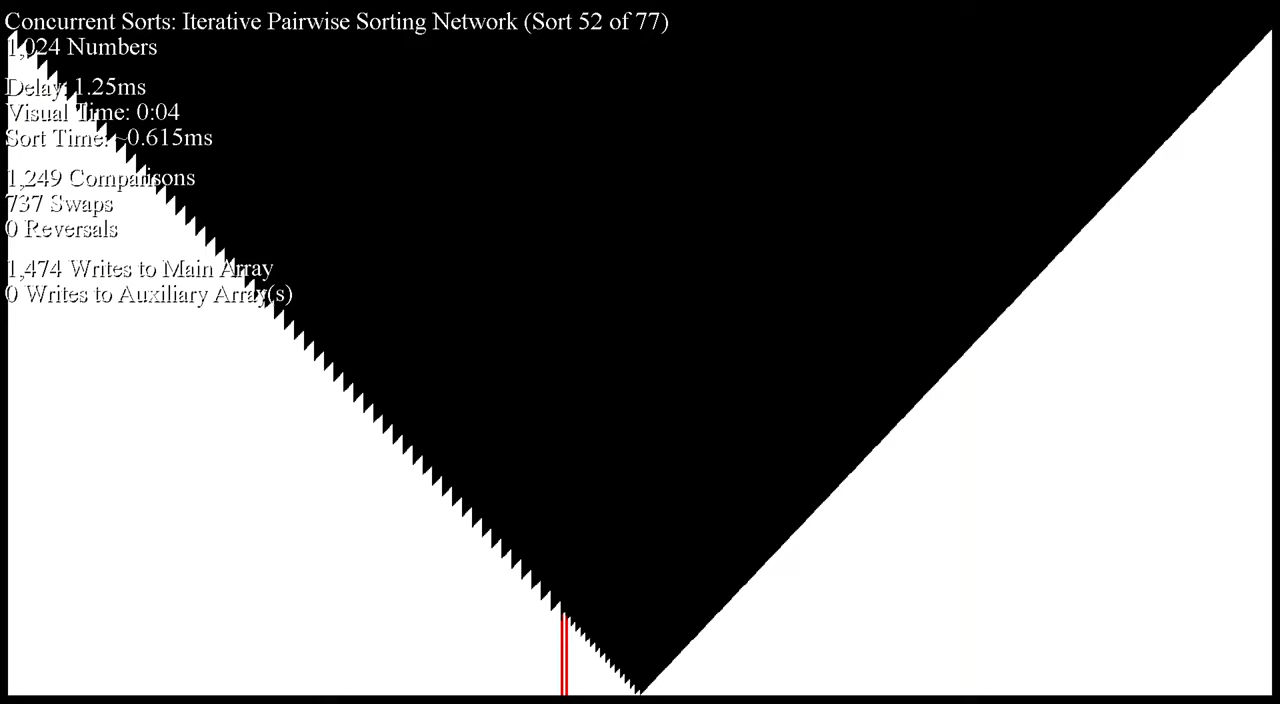 Concurrent Sorts: Iterative Pairwise Sorting Network (Sort 52 of 77)
1,024 Numbers
Delay: 1.25ms
Visual Time: 0:04
Sort Time: ~0.615ms
1,249 Comparisons
737 Swaps
0 Reversals
1,474 Writes to Main Array
0 Writes to Auxiliary Array(s)